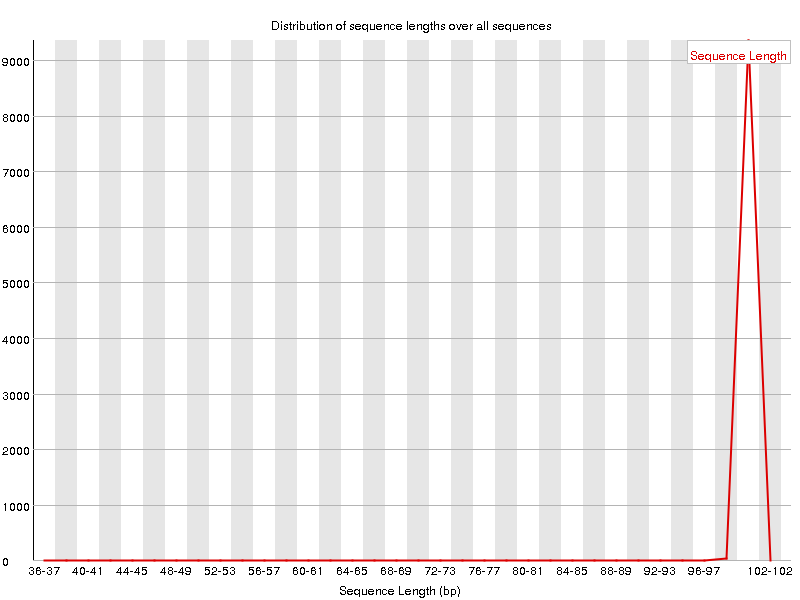 Distribution of sequence lengths over all sequences
Sequence Length
9000
8000
7000
6000
5000
4000
3000
2000
1000
0
36-37 40-41 44-45 48-49 52-53 56-57 60-61 64-65 68-69 72-73 76-77 80-81 84-85 88-89 92-93 96-97 102-102
Sequence Length (bp)